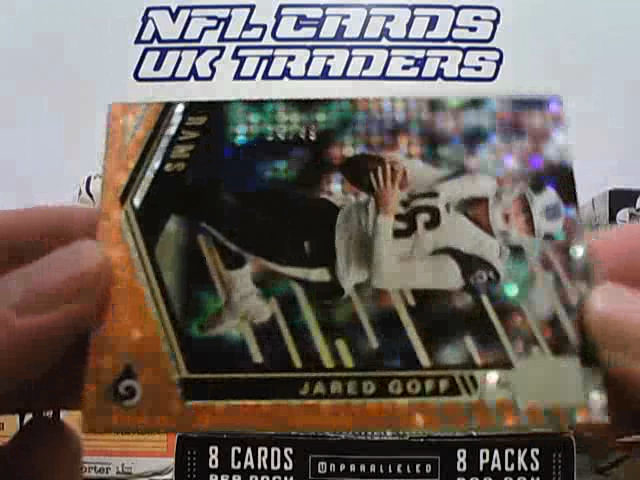 NFL CARDS
UK TRADERS
RAMS
JARED GOFF
8 CARDS
UNPARALLELED
8 PACKS